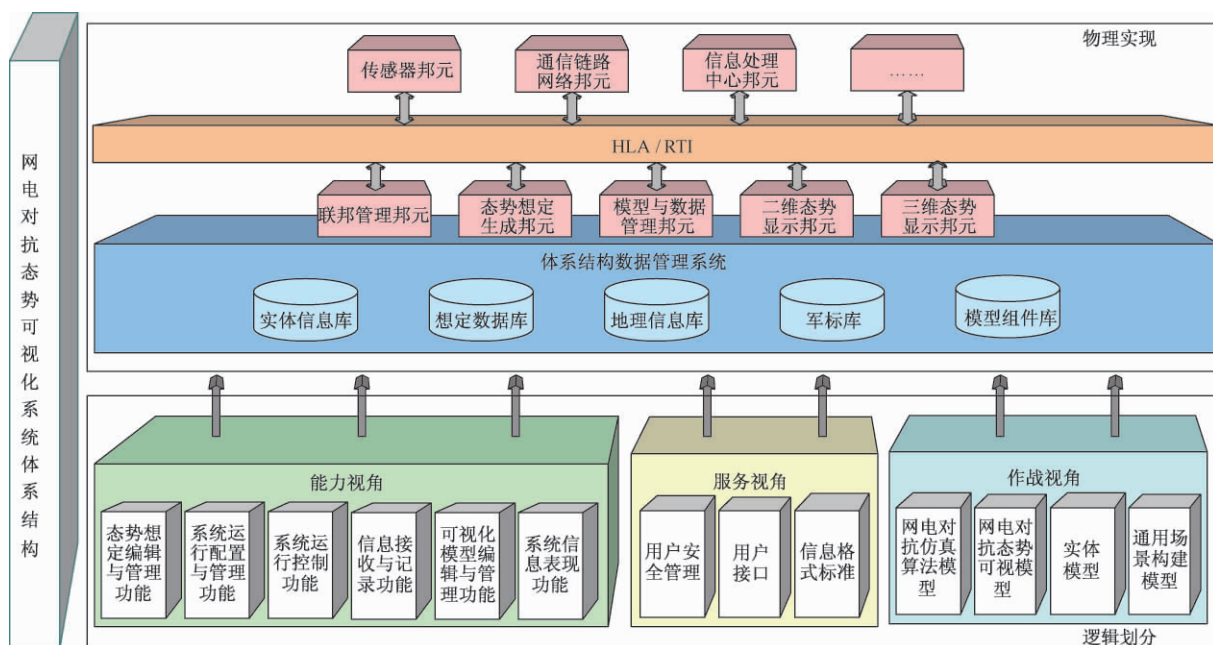 网电对抗态势可视化系统体系结构
物理实现
传感器邦元
通信链路
网络邦元
信息处理
中心邦元
……
HLA / RTI
联邦管理邦元
态势想定
生成邦元
模型与数据
管理邦元
二维态势
显示邦元
三维态势
显示邦元
体系结构数据管理系统
实体信息库
想定数据库
地理信息库
军标库
模型组件库
能力视角
态势想
定编辑
与管理
功能
系统运
行配置
与管理
功能
系统运
行控制
功能
信息接
收与记
录功能
可视化
模型编
辑与管
理功能
系统信
息表现
功能
服务视角
用户安
全管理
用户
接口
信息格
式标准
作战视角
网电对
抗仿真
算法模
型
网电对
抗态势
可视模
型
实体
模型
通用场
景构建
模型
逻辑划分